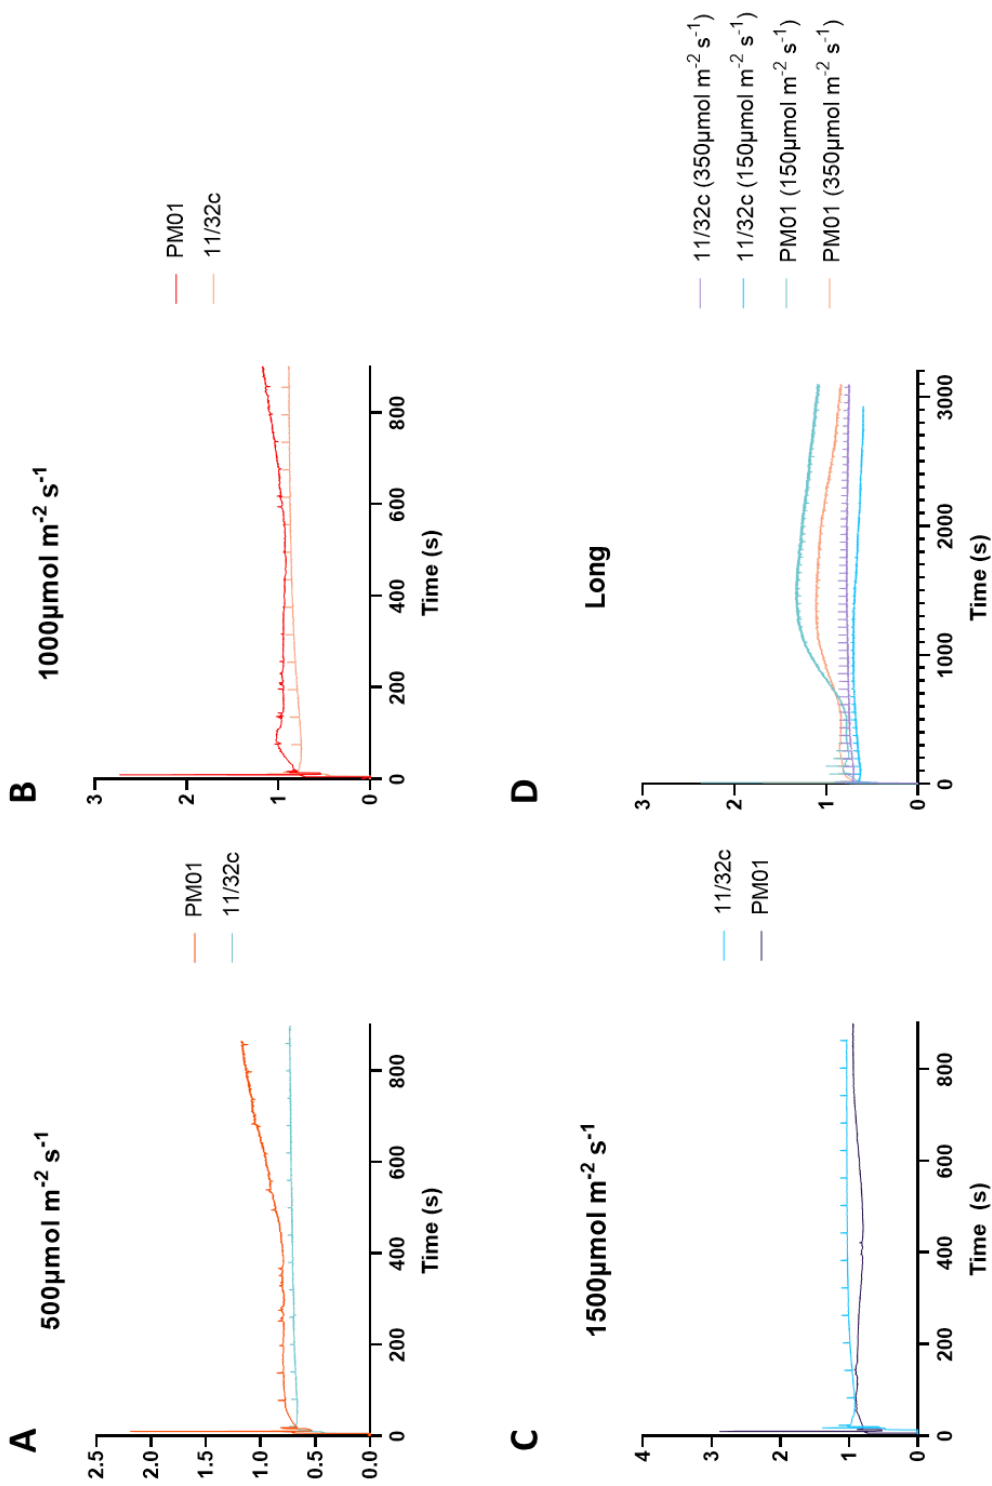 A
500µmol m-2 s-1
2.5
2.0
1.5
1.0
0.5
0.0
0
200
400
600
800
Time (s)
PM01
11/32c
B
1000µmol m-2 s-1
3
2
1
0
0
200
400
600
800
Time (s)
PM01
11/32c
C
1500µmol m-2 s-1
4
3
2
1
0
0
200
400
600
800
Time (s)
11/32c
PM01
D
Long
3
2
1
0
0
1000
2000
3000
Time (s)
11/32c (350µmol m-2 s-1)
11/32c (150µmol m-2 s-1)
PM01 (150µmol m-2 s-1)
PM01 (350µmol m-2 s-1)